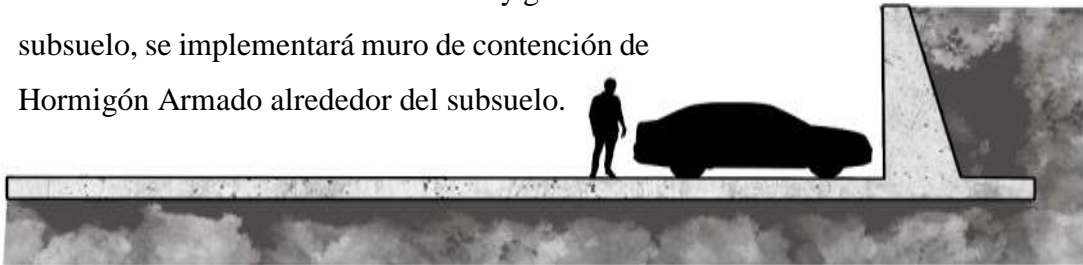 subsuelo, se implementará muro de contención de
Hormigón Armado alrededor del subsuelo.